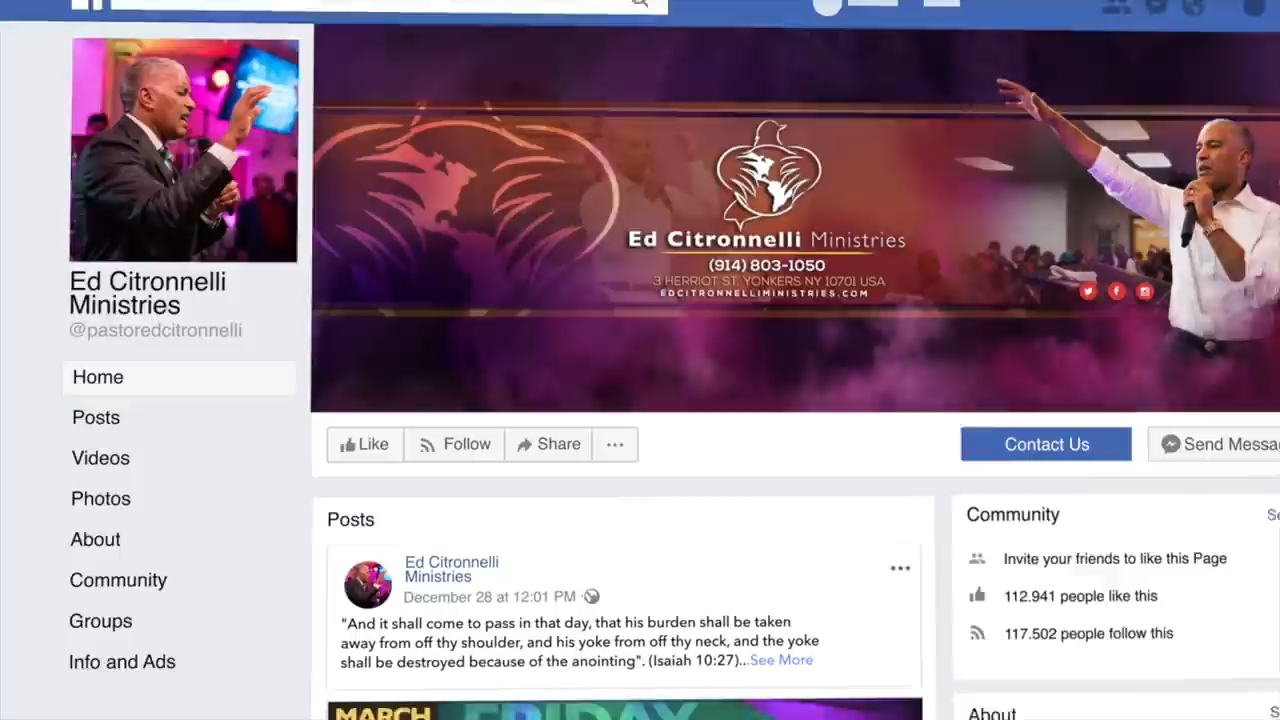 Ed Citronnelli
Ministries
@pastoredcitronnelli
Home
Posts
Videos
Photos
About
Community
Groups
Info and Ads
Ed Citronnelli Ministries
(914) 803-1050
3 HERRIOT ST. YONKERS NY 10701 USA
EDCITRONNELLIMINISTRIES.COM
Like
Follow
Share
Contact Us
Send Messa
Posts
Ed Citronnelli
Ministries
December 28 at 12:01 PM
"And it shall come to pass in that day, that his burden shall be taken
away from off thy shoulder, and his yoke from off thy neck, and the yoke
shall be destroyed because of the anointing". (Isaiah 10:27)...See More
MARCH FRIDAY
Community
Invite your friends to like this Page
112.941 people like this
117.502 people follow this
About